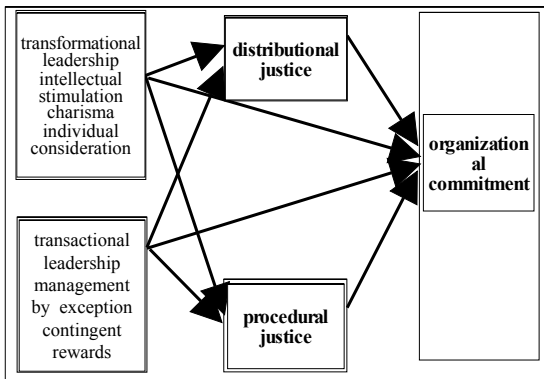 transformational
leadership
intellectual
stimulation
charisma
individual
consideration
distributional
justice
organization
al
commitment
transactional
leadership
management
by exception
contingent
rewards
procedural
justice